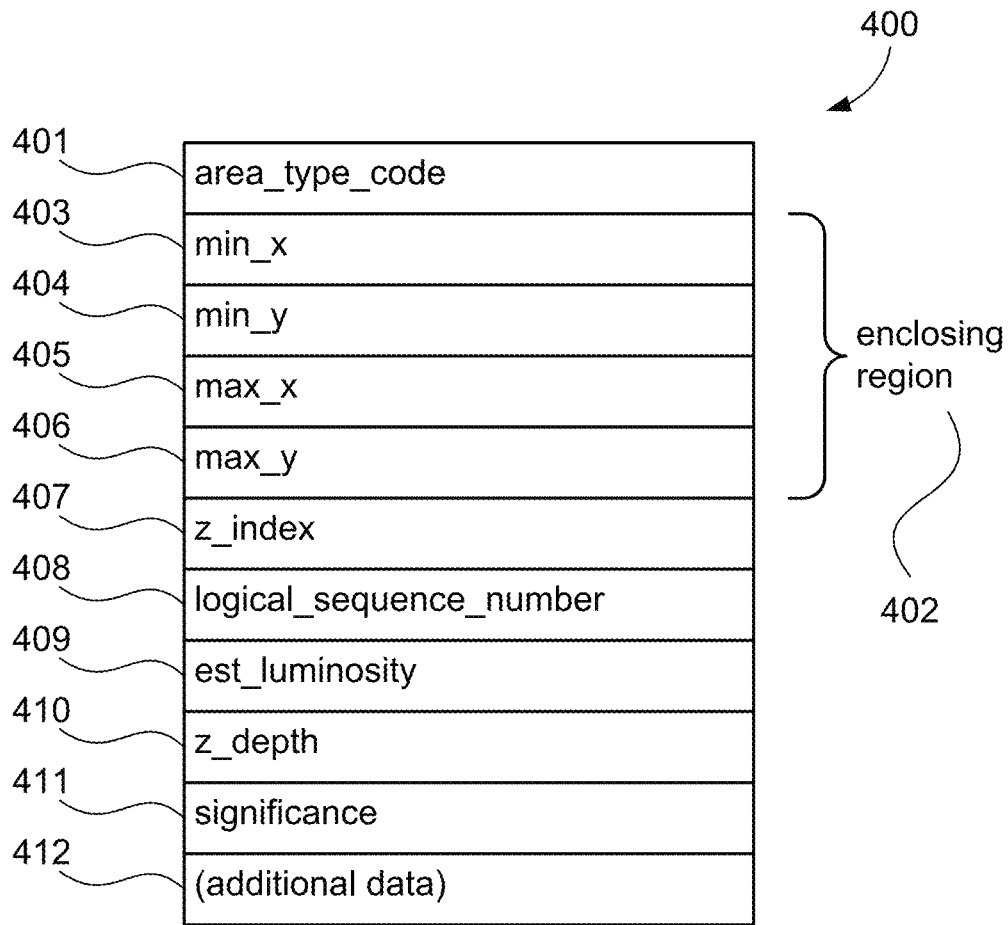 400
401
area_type_code
403
min_x
404
min_y
405
max_x
406
max_y
enclosing
region
407
z_index
408
logical_sequence_number
402
409
est_luminosity
410
z_depth
411
significance
412
(additional data)